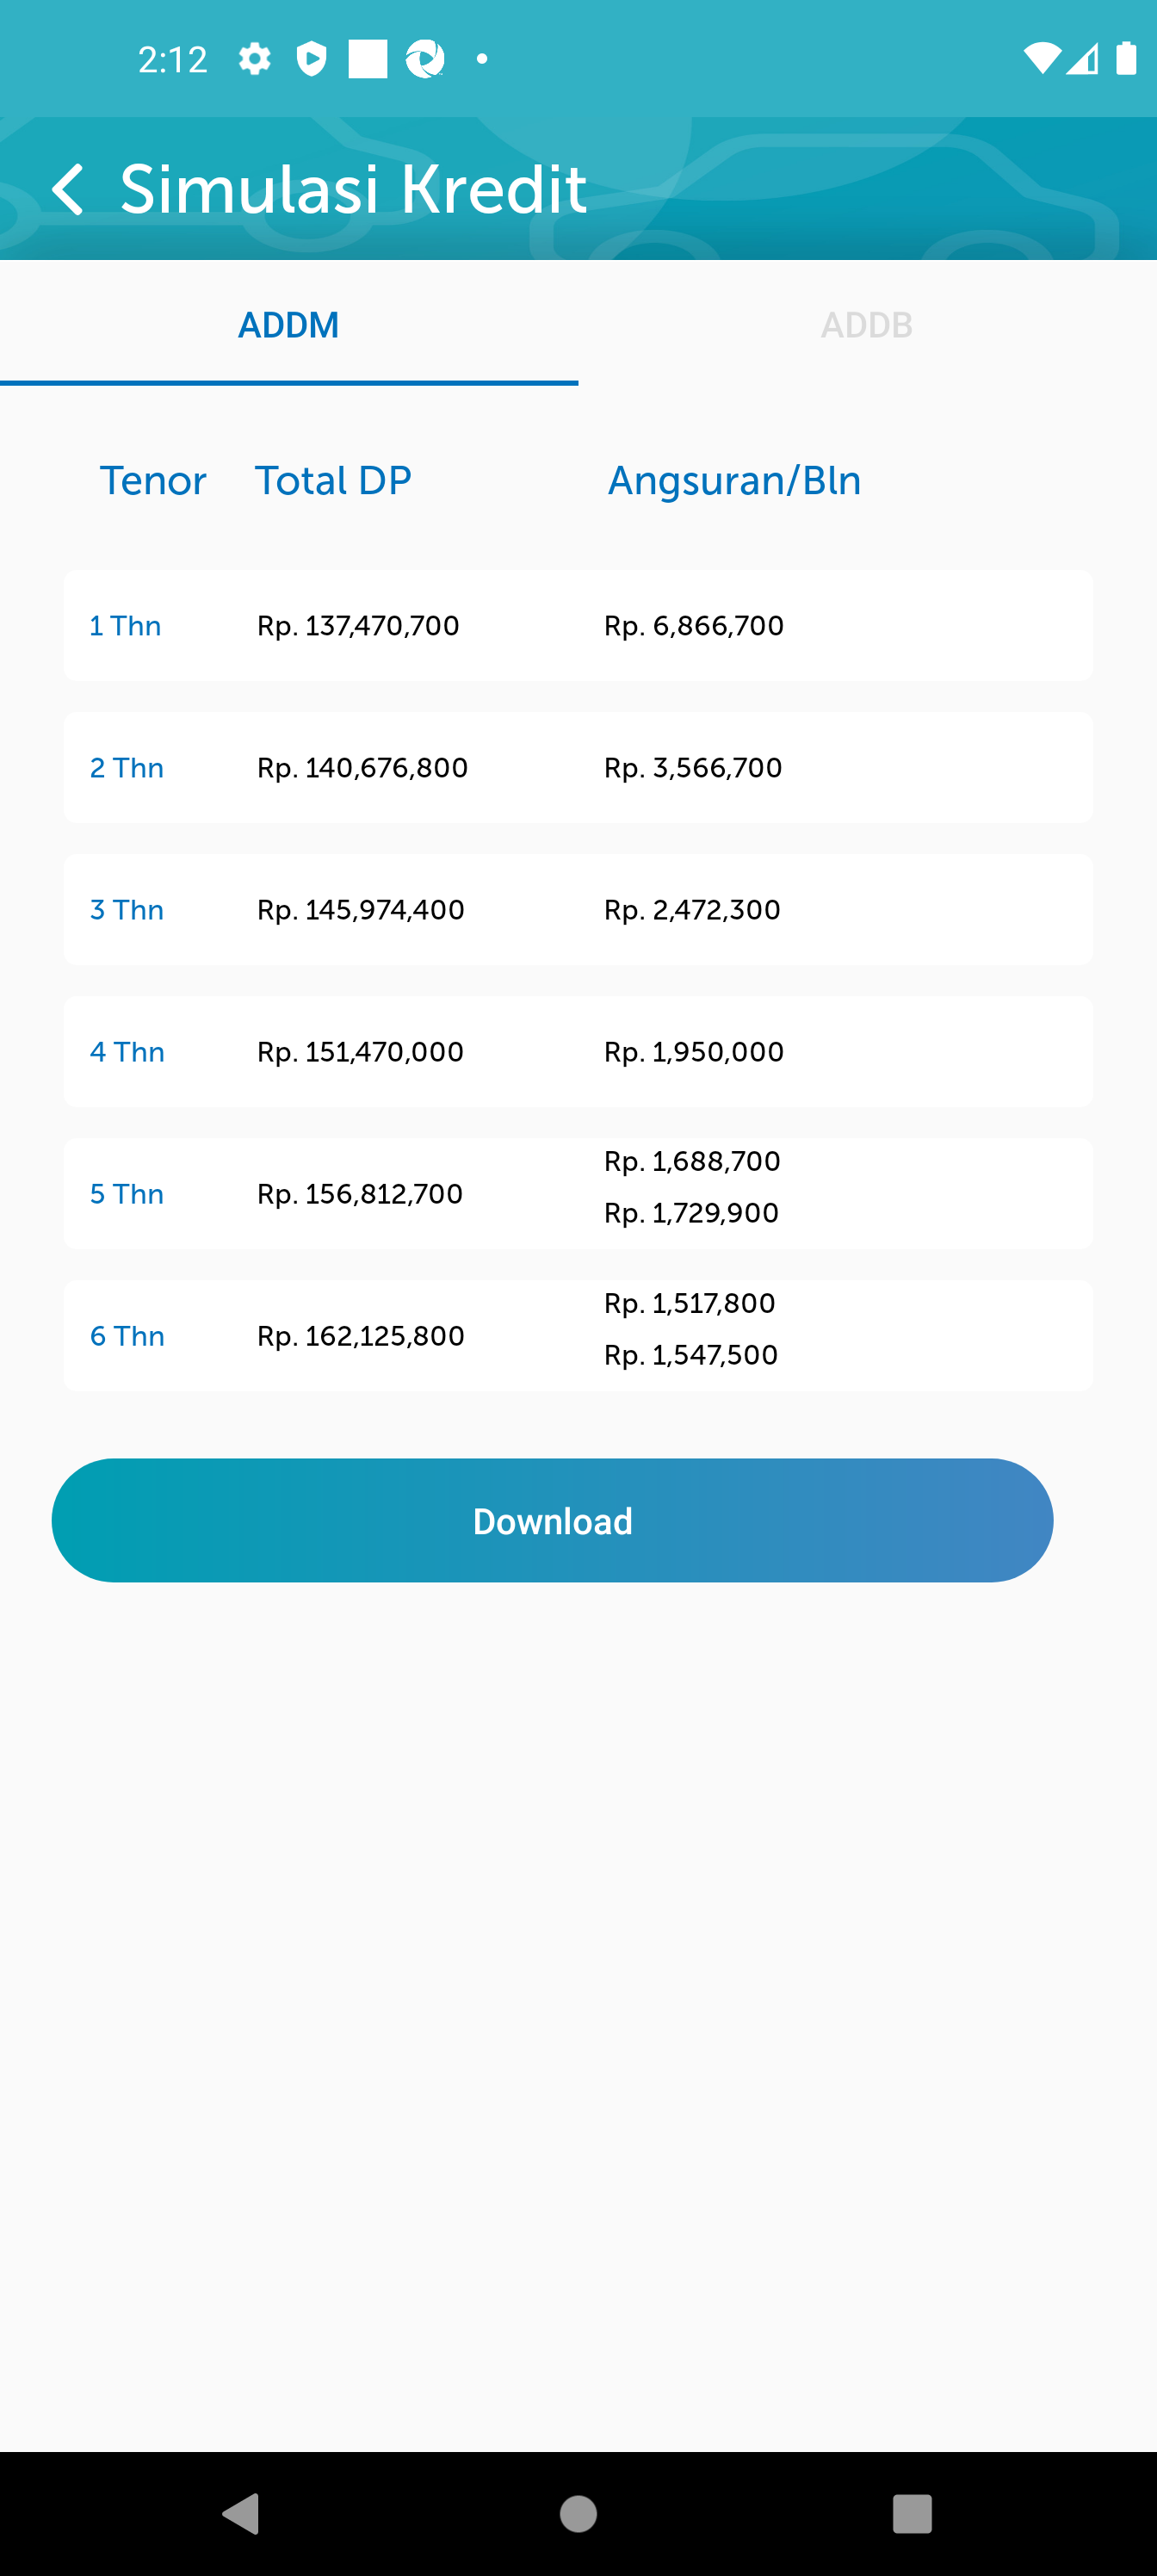 2:12
Simulasi Kredit
ADDM ADDB
Tenor Total DP Angsuran/Bln
1 Thn Rp. 137,470,700 Rp. 6,866,700
2 Thn Rp. 140,676,800 Rp. 3,566,700
3 Thn Rp. 145,974,400 Rp. 2,472,300
4 Thn Rp. 151,470,000 Rp. 1,950,000
5 Thn Rp. 156,812,700 Rp. 1,688,700
Rp. 1,729,900
6 Thn Rp. 162,125,800 Rp. 1,517,800
Rp. 1,547,500
Download